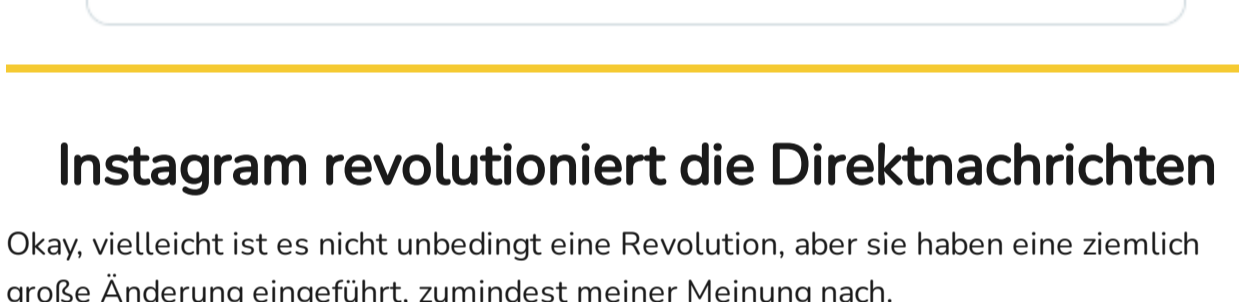 Instagram revolutioniert die Direktnachrichten
Okay, vielleicht ist es nicht unbedingt eine Revolution, aber sie haben eine ziemlich
große Änderung eingeführt, zumindest meiner Meinung nach.